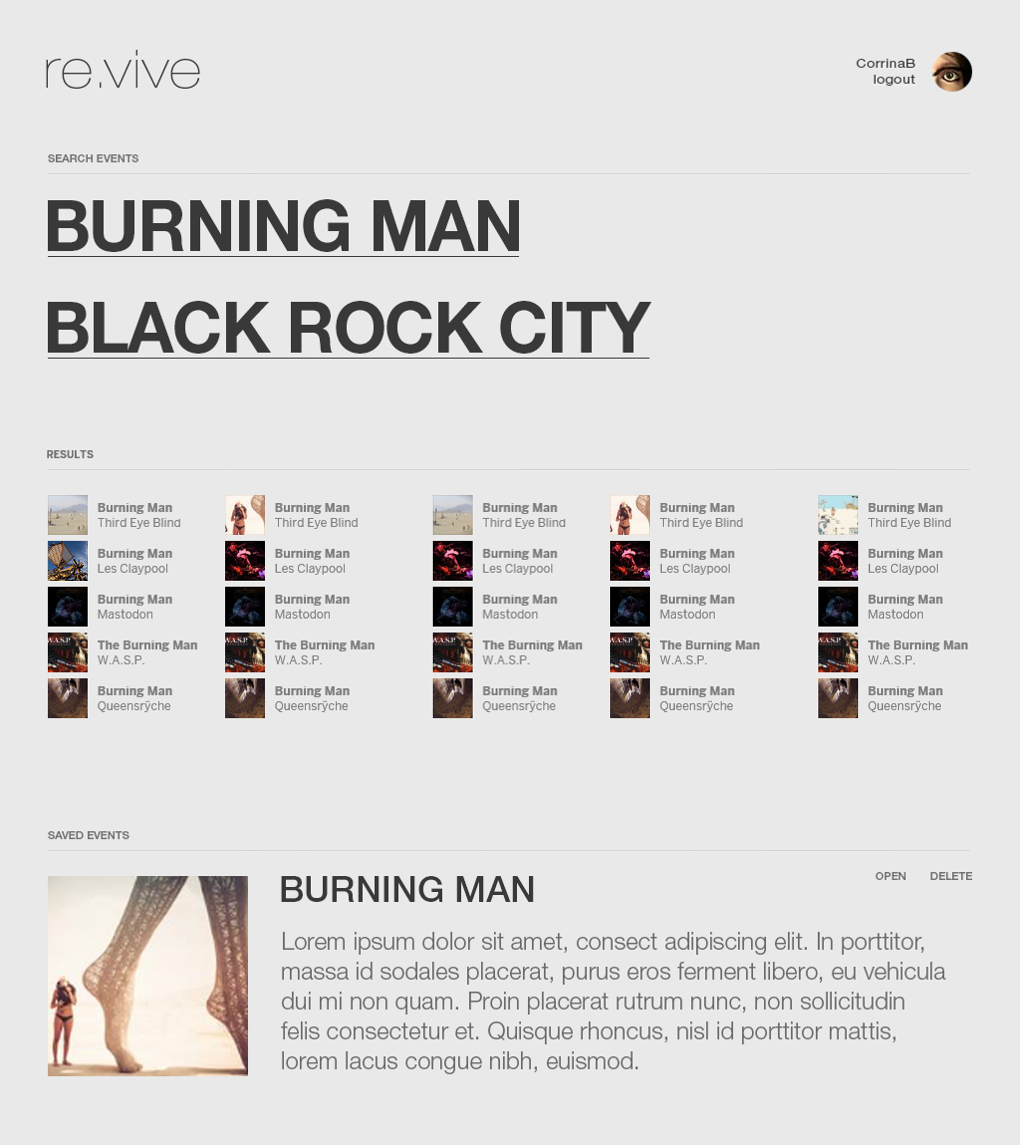 re.vive
CorrinaB
logout
SEARCH EVENTS
BURNING MAN
BLACK ROCK CITY
RESULTS
Burning Man
Third Eye Blind
Burning Man
Les Claypool
Burning Man
Mastodon
W.A.S.P
The Burning Man
W.A.S.P.
Burning Man
Queensrÿche
Burning Man
Third Eye Blind
Burning Man
Les Claypool
Burning Man
Mastodon
W.A.S.P
The Burning Man
W.A.S.P.
Burning Man
Queensrÿche
Burning Man
Third Eye Blind
Burning Man
Les Claypool
Burning Man
Mastodon
W.A.S.P
The Burning Man
W.A.S.P.
Burning Man
Queensrÿche
Burning Man
Third Eye Blind
Burning Man
Les Claypool
Burning Man
Mastodon
W.A.S.P
The Burning Man
W.A.S.P.
Burning Man
Queensrÿche
Burning Man
Third Eye Blind
Burning Man
Les Claypool
Burning Man
Mastodon
W.A.S.P
The Burning Man
W.A.S.P.
Burning Man
Queensrÿche
SAVED EVENTS
BURNING MAN
OPEN
DELETE
Lorem ipsum dolor sit amet, consect adipiscing elit. In porttitor,
massa id sodales placerat, purus eros ferment libero, eu vehicula
dui mi non quam. Proin placerat rutrum nunc, non sollicitudin
felis consectetur et. Quisque rhoncus, nisl id porttitor mattis,
lorem lacus congue nibh, euismod.